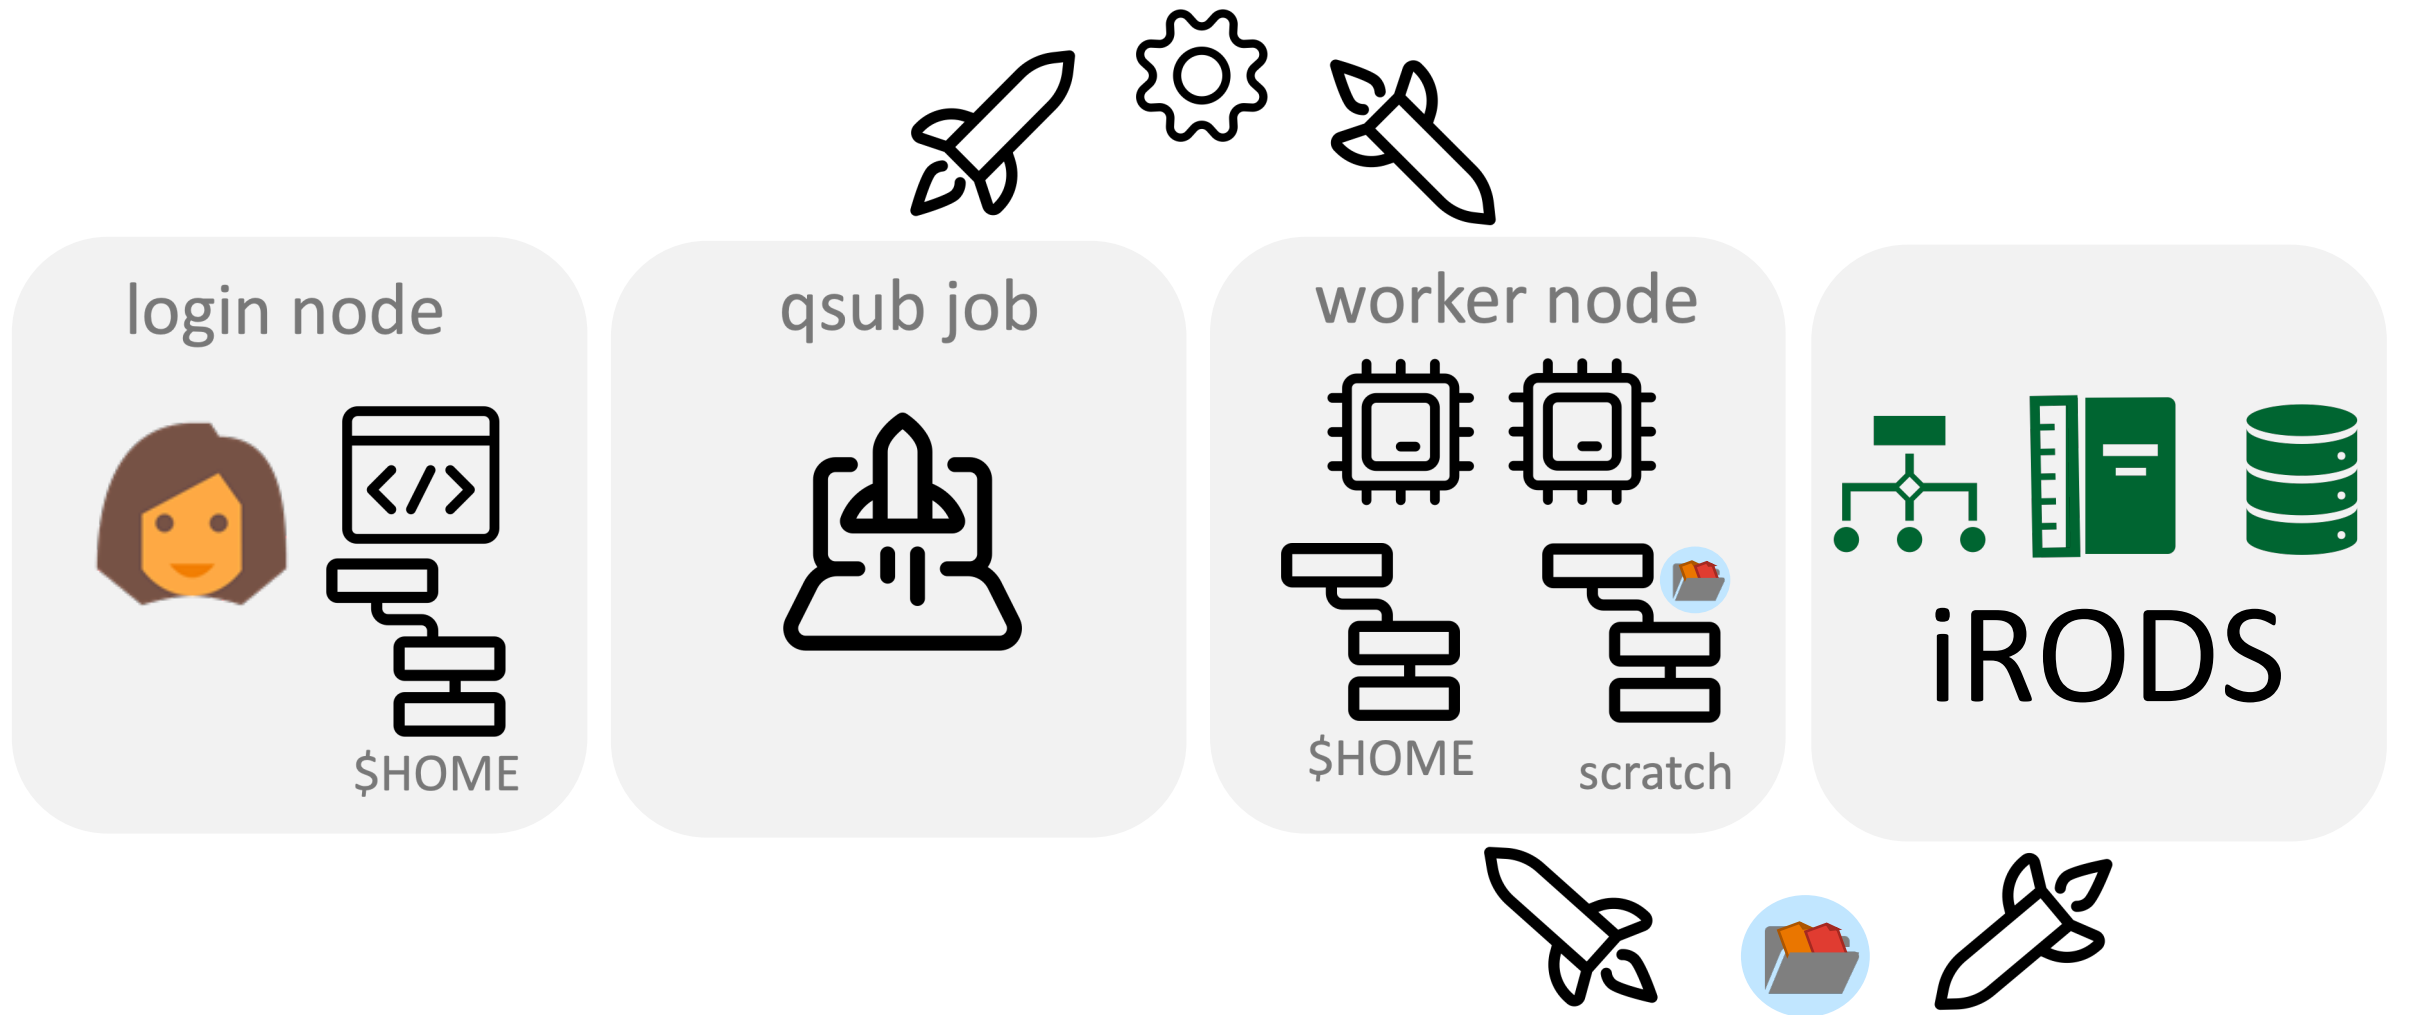 login node
qsub job
worker node
</>
$HOME
$HOME
scratch
iRODS